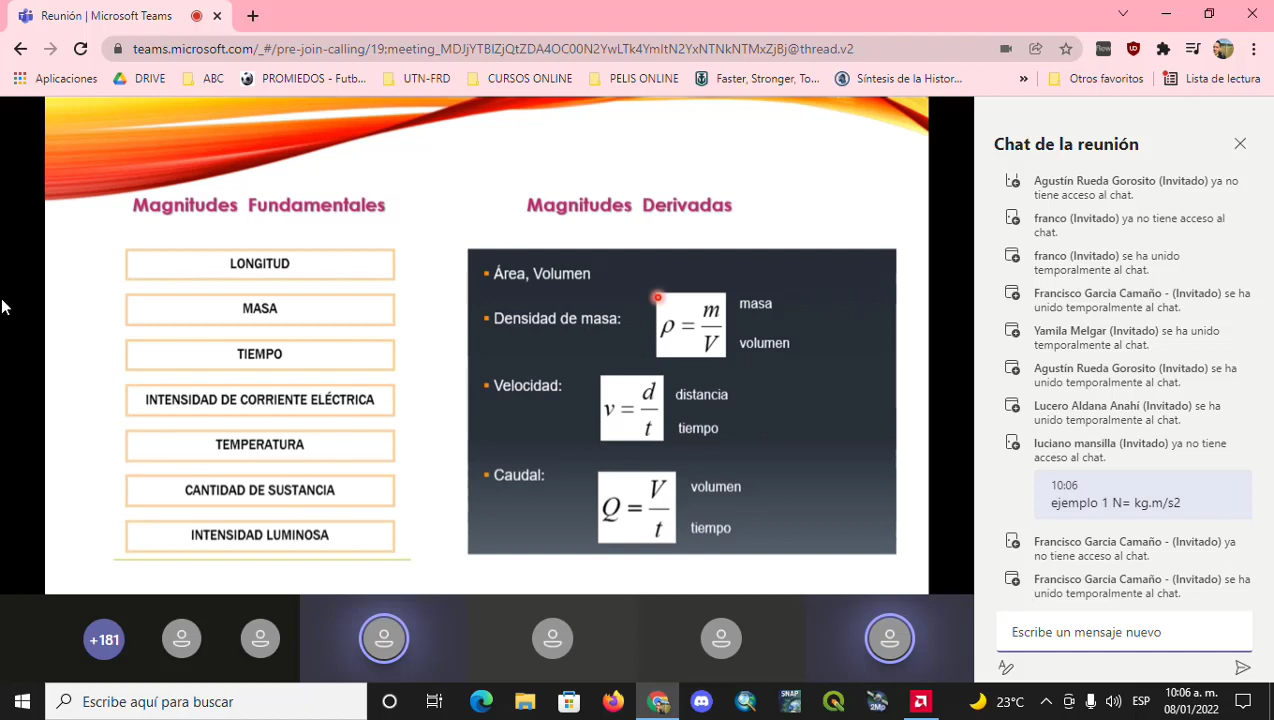 Reunión | Microsoft Teams
teams.microsoft.com/_#/pre-join-calling/19:meeting_MDJjYTBlZjQtZDA4OC00N2YwLTk4YmItN2YxNTNkNTMxZjBj@thread.v2
Aplicaciones
DRIVE
ABC
PROMIEDOS - Futb...
UTN-FRD
CURSOS ONLINE
PELIS ONLINE
Faster, Stronger, To...
Síntesis de la Histor...
»
Otros favoritos
Lista de lectura
Magnitudes Fundamentales
LONGITUD
MASA
TIEMPO
INTENSIDAD DE CORRIENTE ELÉCTRICA
TEMPERATURA
CANTIDAD DE SUSTANCIA
INTENSIDAD LUMINOSA
Magnitudes Derivadas
Área, Volumen
Densidad de masa:
ρ = m/V
masa
volumen
Velocidad:
v = d/t
distancia
tiempo
Caudal:
Q = V/t
volumen
tiempo
Chat de la reunión
Agustín Rueda Gorosito (Invitado) ya no
tiene acceso al chat.
franco (Invitado) ya no tiene acceso al
chat.
franco (Invitado) se ha unido
temporalmente al chat.
Francisco Garcia Camaño - (Invitado) se ha
unido temporalmente al chat.
Yamila Melgar (Invitado) se ha unido
temporalmente al chat.
Agustín Rueda Gorosito (Invitado) se ha
unido temporalmente al chat.
Lucero Aldana Anahí (Invitado) se ha
unido temporalmente al chat.
luciano mansilla (Invitado) ya no tiene
acceso al chat.
10:06
ejemplo 1 N= kg.m/s2
Francisco Garcia Camaño - (Invitado) ya
no tiene acceso al chat.
Francisco Garcia Camaño - (Invitado) se ha
unido temporalmente al chat.
Escribe un mensaje nuevo
+181
Escribe aquí para buscar
23°C
ESP
10:06 a. m.
08/01/2022